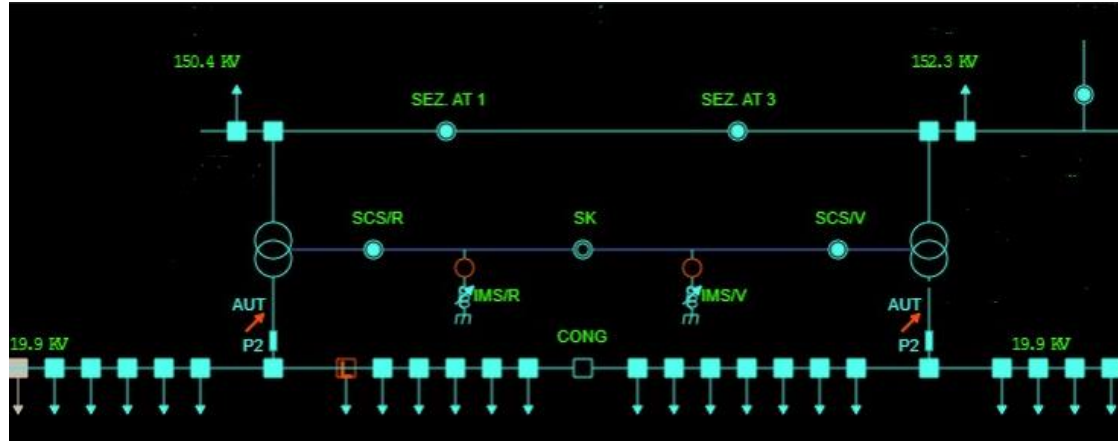 150.4 KV
152.3 KV
SEZ. AT 1
SEZ. AT 3
SCS/R
SK
SCS/V
IMS/R
IMS/V
AUT
AUT
CONG
P2
P2
19.9 KV
19.9 KV
L